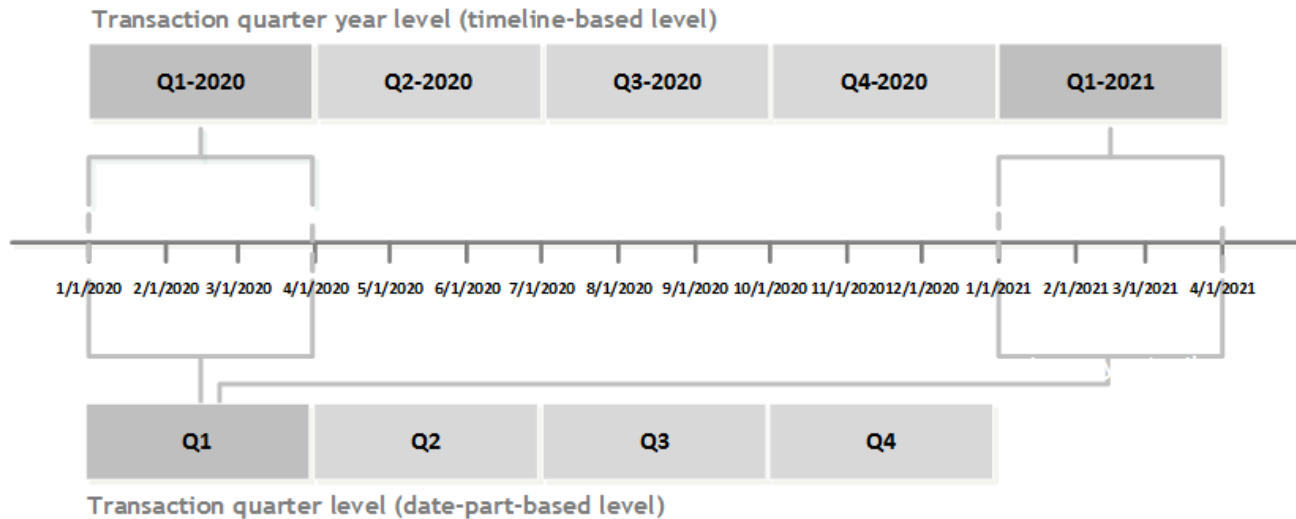 Transaction quarter year level (timeline-based level)
Q1-2020 Q2-2020 Q3-2020 Q4-2020 Q1-2021
1/1/2020 2/1/2020 3/1/2020 4/1/2020 5/1/2020 6/1/2020 7/1/2020 8/1/2020 9/1/2020 10/1/2020 11/1/2020 12/1/2020 1/1/2021 2/1/2021 3/1/2021 4/1/2021
Q1 Q2 Q3 Q4
Transaction quarter level (date-part-based level)